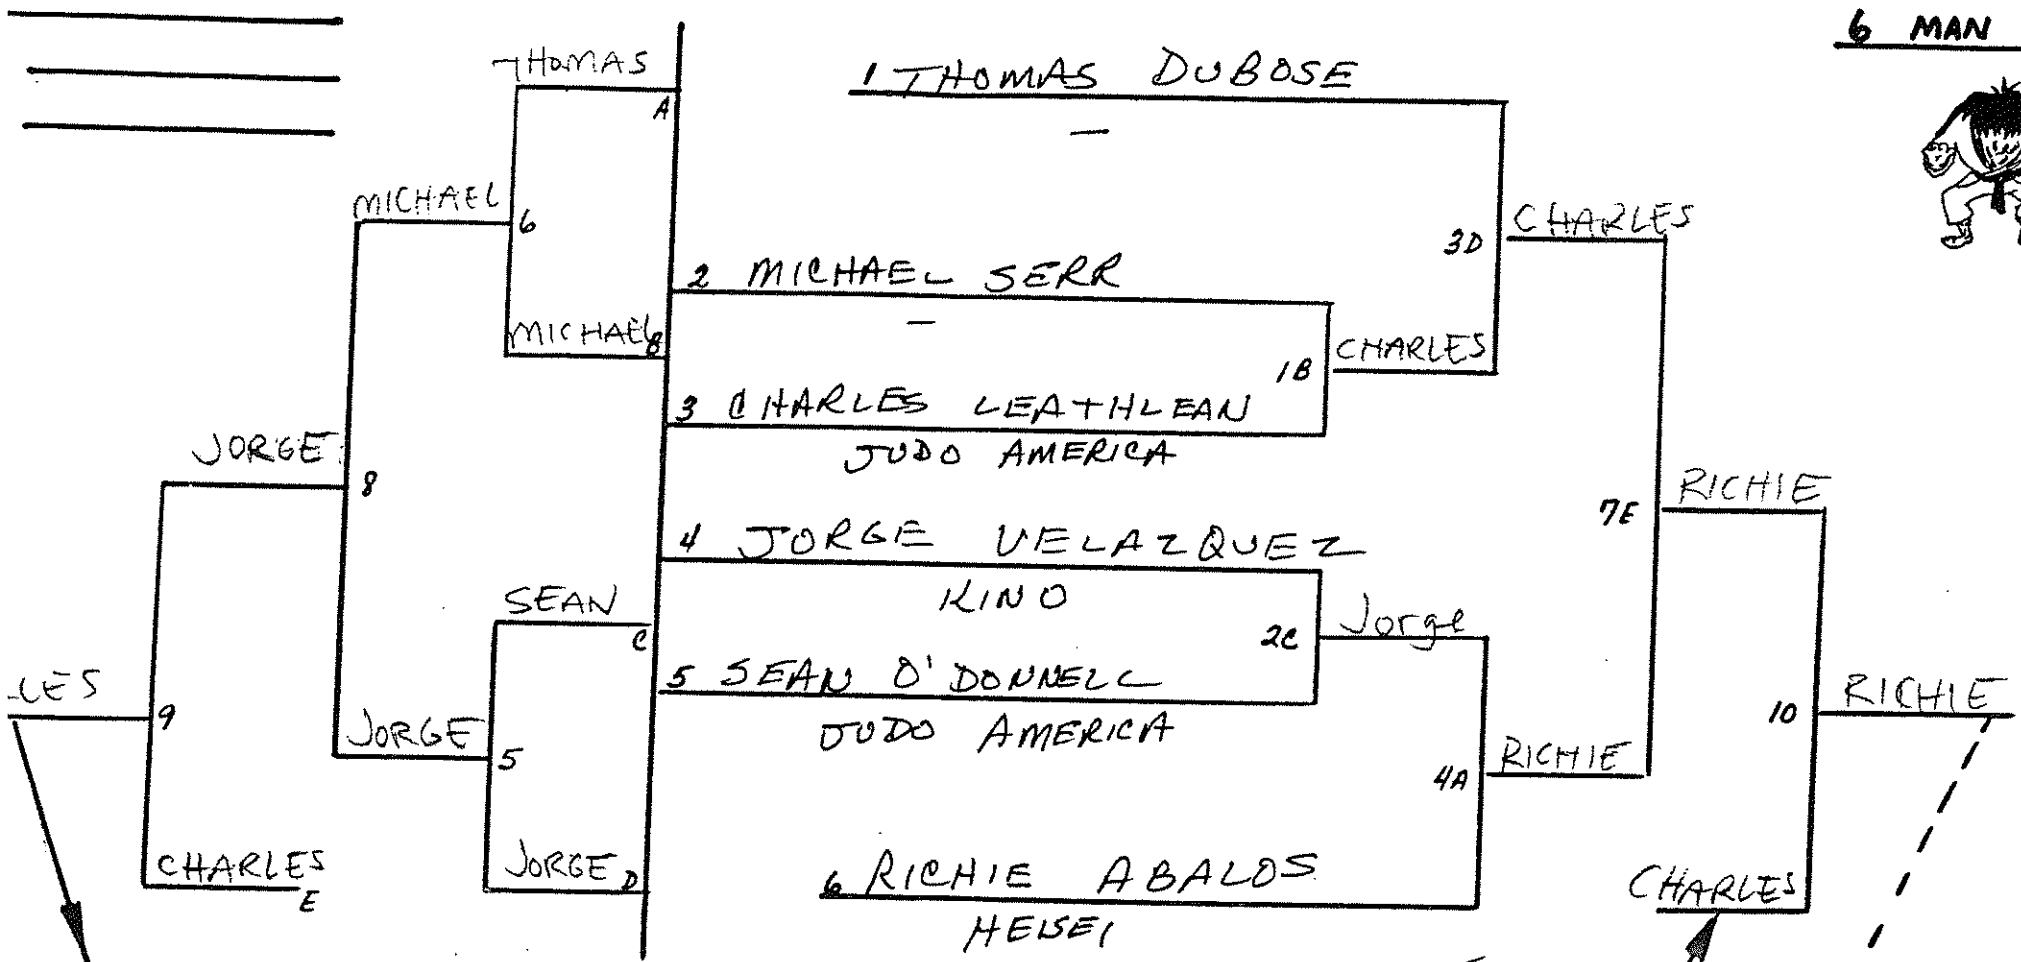 6 MAN
THOMAS
A
1 THOMAS DUBOSE
—
MICHAEL
6
3D
CHARLES
2 MICHAEL SERR
—
MICHAEL
B
1B
CHARLES
3 CHARLES LEATHLEAN
JUDO AMERICA
JORGE
8
RICHIE
7E
4 JORGE VELAZQUEZ
KINO
SEAN
C
2C
Jorge
5 SEAN O'DONNELL
JUDO AMERICA
LES
9
RICHIE
10
JORGE
5
RICHIE
4A
CHARLES
E
JORGE
D
6 RICHIE ABALOS
HEISEI
CHARLES